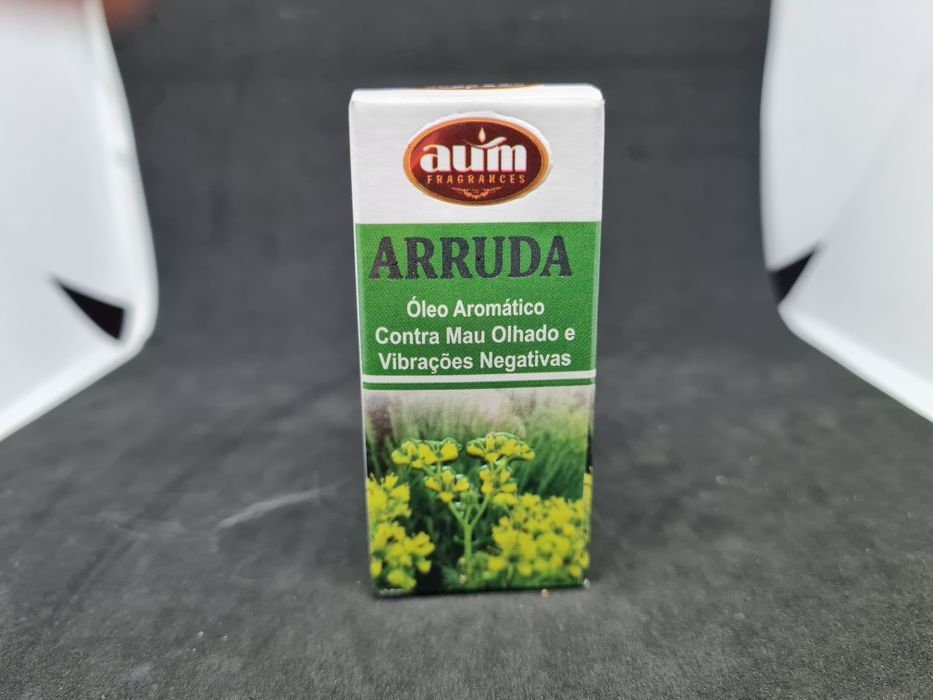 aum
FRAGRANCES
ARRUDA
Óleo Aromático
Contra Mau Olhado e
Vibrações Negativas